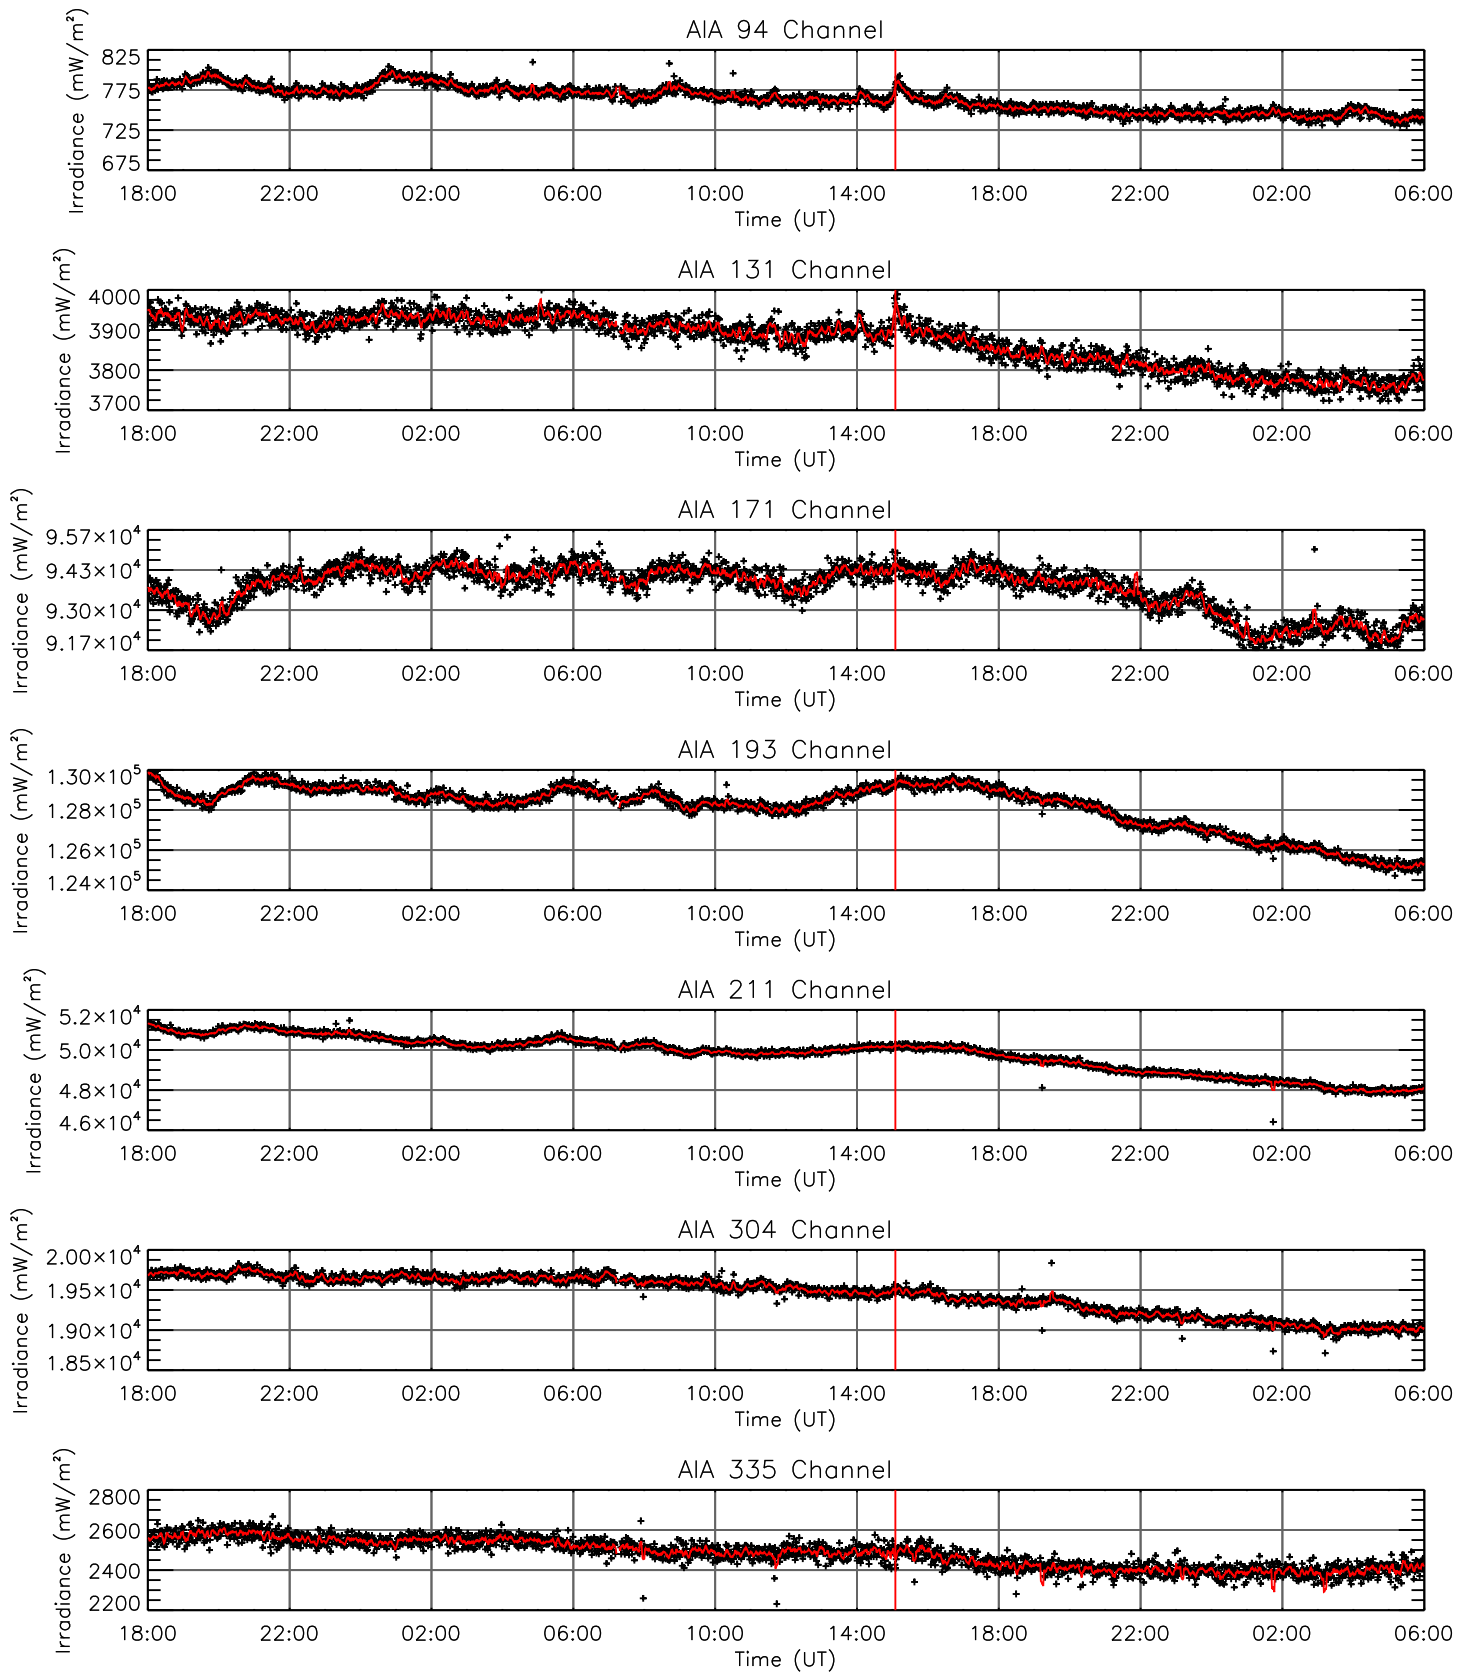 AIA 94 Channel
Irradiance (mW/m²)
825
775
725
675
18:00 22:00 02:00 06:00 10:00 14:00 18:00 22:00 02:00 06:00
Time (UT)
AIA 131 Channel
Irradiance (mW/m²)
4000
3900
3800
3700
18:00 22:00 02:00 06:00 10:00 14:00 18:00 22:00 02:00 06:00
Time (UT)
AIA 171 Channel
Irradiance (mW/m²)
9.57×10⁴
9.43×10⁴
9.30×10⁴
9.17×10⁴
18:00 22:00 02:00 06:00 10:00 14:00 18:00 22:00 02:00 06:00
Time (UT)
AIA 193 Channel
Irradiance (mW/m²)
1.30×10⁵
1.28×10⁵
1.26×10⁵
1.24×10⁵
18:00 22:00 02:00 06:00 10:00 14:00 18:00 22:00 02:00 06:00
Time (UT)
AIA 211 Channel
Irradiance (mW/m²)
5.2×10⁴
5.0×10⁴
4.8×10⁴
4.6×10⁴
18:00 22:00 02:00 06:00 10:00 14:00 18:00 22:00 02:00 06:00
Time (UT)
AIA 304 Channel
Irradiance (mW/m²)
2.00×10⁴
1.95×10⁴
1.90×10⁴
1.85×10⁴
18:00 22:00 02:00 06:00 10:00 14:00 18:00 22:00 02:00 06:00
Time (UT)
AIA 335 Channel
Irradiance (mW/m²)
2800
2600
2400
2200
18:00 22:00 02:00 06:00 10:00 14:00 18:00 22:00 02:00 06:00
Time (UT)